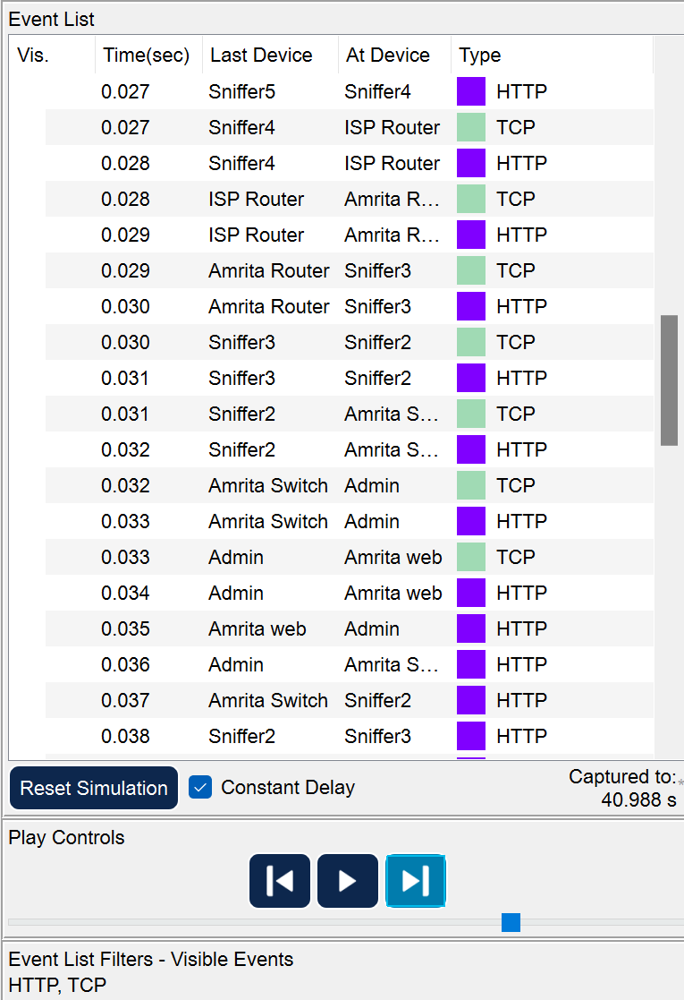 Event List
Vis. Time(sec) Last Device At Device Type
0.027 Sniffer5 Sniffer4 HTTP
0.027 Sniffer4 ISP Router TCP
0.028 Sniffer4 ISP Router HTTP
0.028 ISP Router Amrita R... TCP
0.029 ISP Router Amrita R... HTTP
0.029 Amrita Router Sniffer3 TCP
0.030 Amrita Router Sniffer3 HTTP
0.030 Sniffer3 Sniffer2 TCP
0.031 Sniffer3 Sniffer2 HTTP
0.031 Sniffer2 Amrita S... TCP
0.032 Sniffer2 Amrita S... HTTP
0.032 Amrita Switch Admin TCP
0.033 Amrita Switch Admin HTTP
0.033 Admin Amrita web TCP
0.034 Admin Amrita web HTTP
0.035 Amrita web Admin HTTP
0.036 Admin Amrita S... HTTP
0.037 Amrita Switch Sniffer2 HTTP
0.038 Sniffer2 Sniffer3 HTTP
Reset Simulation Constant Delay Captured to: *
40.988 s
Play Controls
Event List Filters - Visible Events
HTTP, TCP